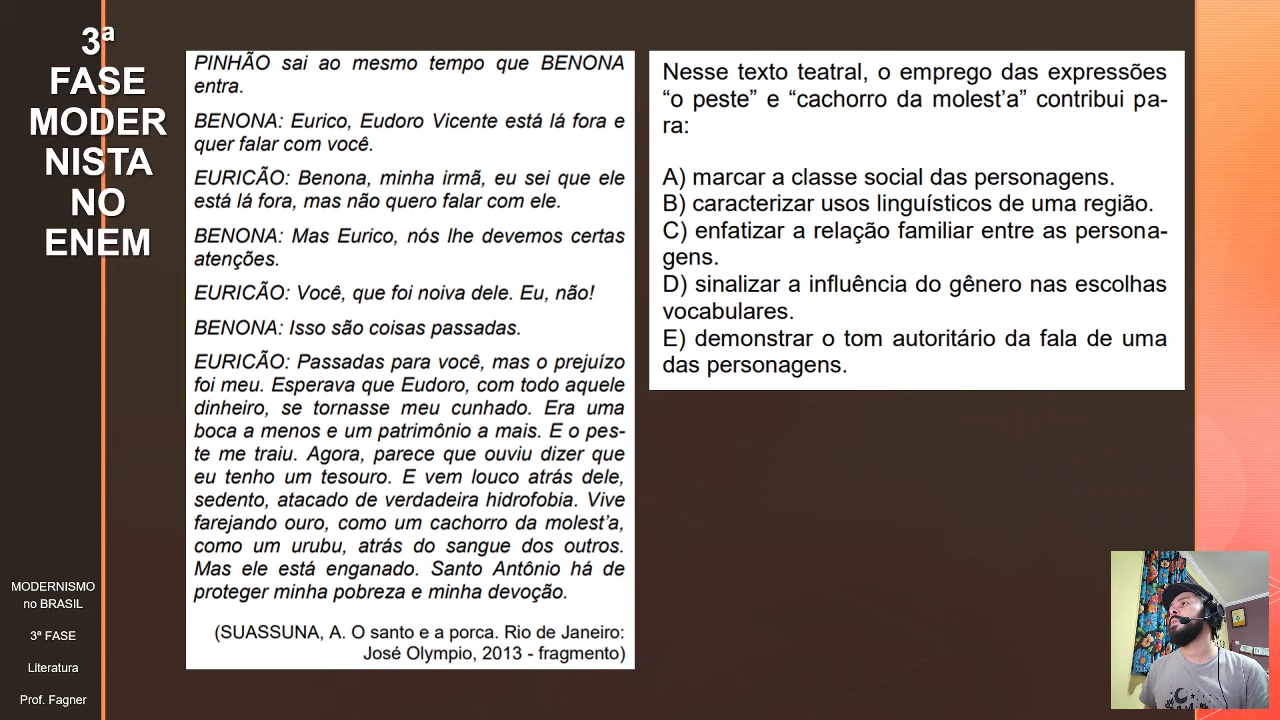 3ª
FASE
MODER
NISTA
NO
ENEM
MODERNISMO
no BRASIL
3ª FASE
Literatura
Prof. Fagner
PINHÃO sai ao mesmo tempo que BENONA
entra.
BENONA: Eurico, Eudoro Vicente está lá fora e
quer falar com você.
EURICÃO: Benona, minha irmã, eu sei que ele
está lá fora, mas não quero falar com ele.
BENONA: Mas Eurico, nós lhe devemos certas
atenções.
EURICÃO: Você, que foi noiva dele. Eu, não!
BENONA: Isso são coisas passadas.
EURICÃO: Passadas para você, mas o prejuízo
foi meu. Esperava que Eudoro, com todo aquele
dinheiro, se tornasse meu cunhado. Era uma
boca a menos e um patrimônio a mais. E o pes-
te me traiu. Agora, parece que ouviu dizer que
eu tenho um tesouro. E vem louco atrás dele,
sedento, atacado de verdadeira hidrofobia. Vive
farejando ouro, como um cachorro da molest’a,
como um urubu, atrás do sangue dos outros.
Mas ele está enganado. Santo Antônio há de
proteger minha pobreza e minha devoção.
(SUASSUNA, A. O santo e a porca. Rio de Janeiro:
José Olympio, 2013 - fragmento)
Nesse texto teatral, o emprego das expressões
“o peste” e “cachorro da molest’a” contribui pa-
ra:
A) marcar a classe social das personagens.
B) caracterizar usos linguísticos de uma região.
C) enfatizar a relação familiar entre as persona-
gens.
D) sinalizar a influência do gênero nas escolhas
vocabulares.
E) demonstrar o tom autoritário da fala de uma
das personagens.